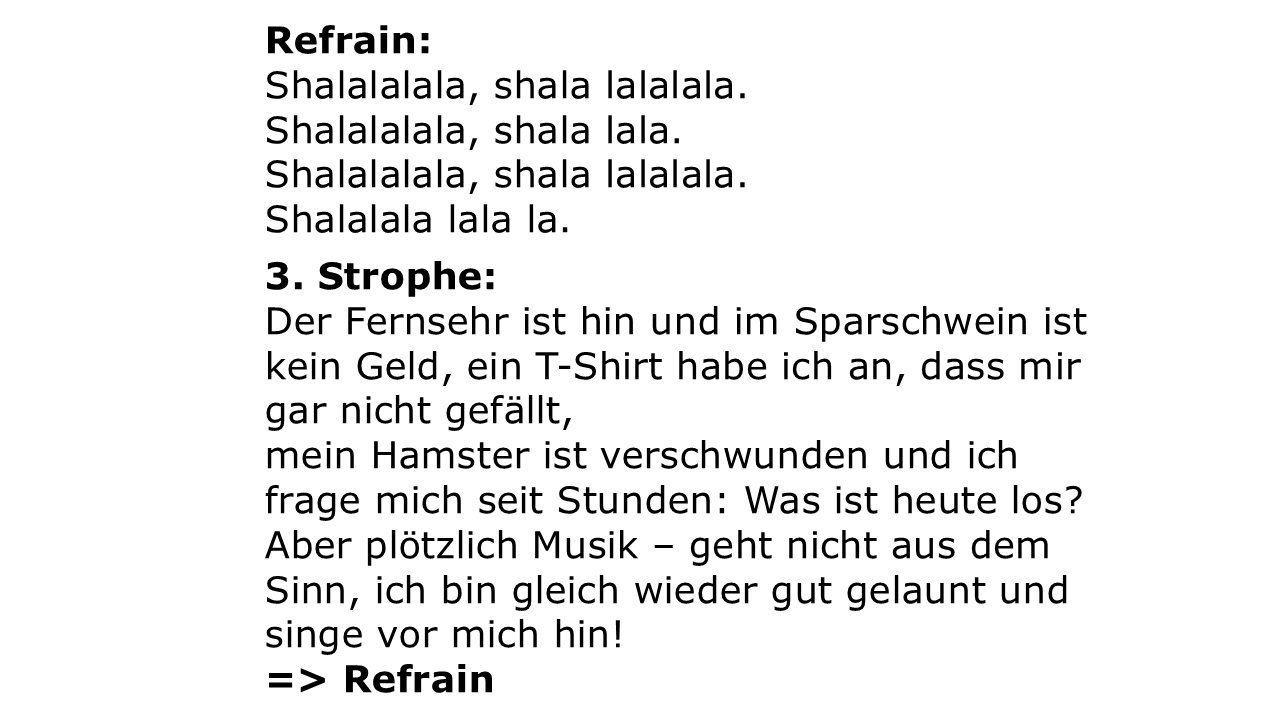 Refrain:
Shalalalala, shala lalalala.
Shalalalala, shala lala.
Shalalalala, shala lalalala.
Shalalala lala la.
3. Strophe:
Der Fernsehr ist hin und im Sparschwein ist
kein Geld, ein T-Shirt habe ich an, dass mir
gar nicht gefällt,
mein Hamster ist verschwunden und ich
frage mich seit Stunden: Was ist heute los?
Aber plötzlich Musik – geht nicht aus dem
Sinn, ich bin gleich wieder gut gelaunt und
singe vor mich hin!
=> Refrain